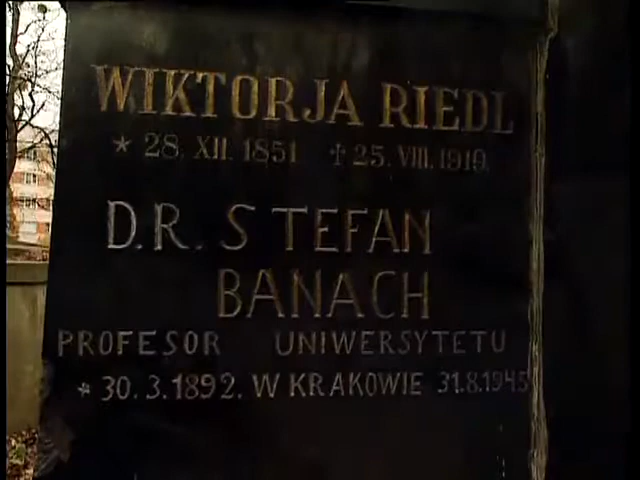 WIKTORJA RIEDL
* 28. XII. 1851 † 25. VIII. 1919.
D.R. STEFAN
BANACH
PROFESOR UNIWERSYTETU
* 30.3.1892. W KRAKOWIE 31.8.1945